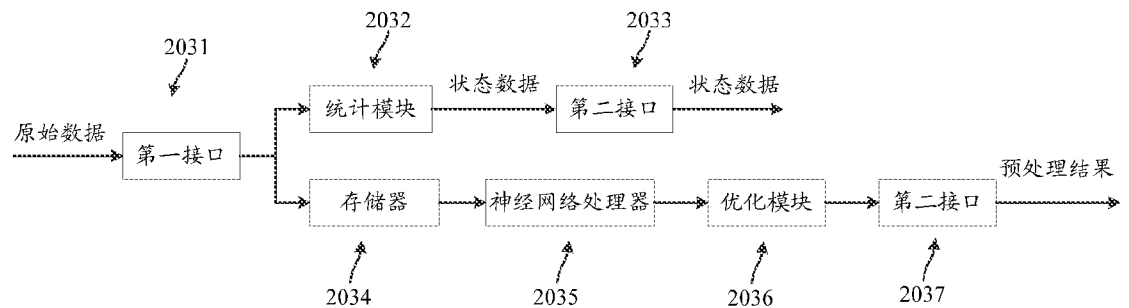 2031
2032
2033
原始数据
第一接口
统计模块
状态数据
第二接口
状态数据
存储器
神经网络处理器
优化模块
第二接口
预处理结果
2034
2035
2036
2037